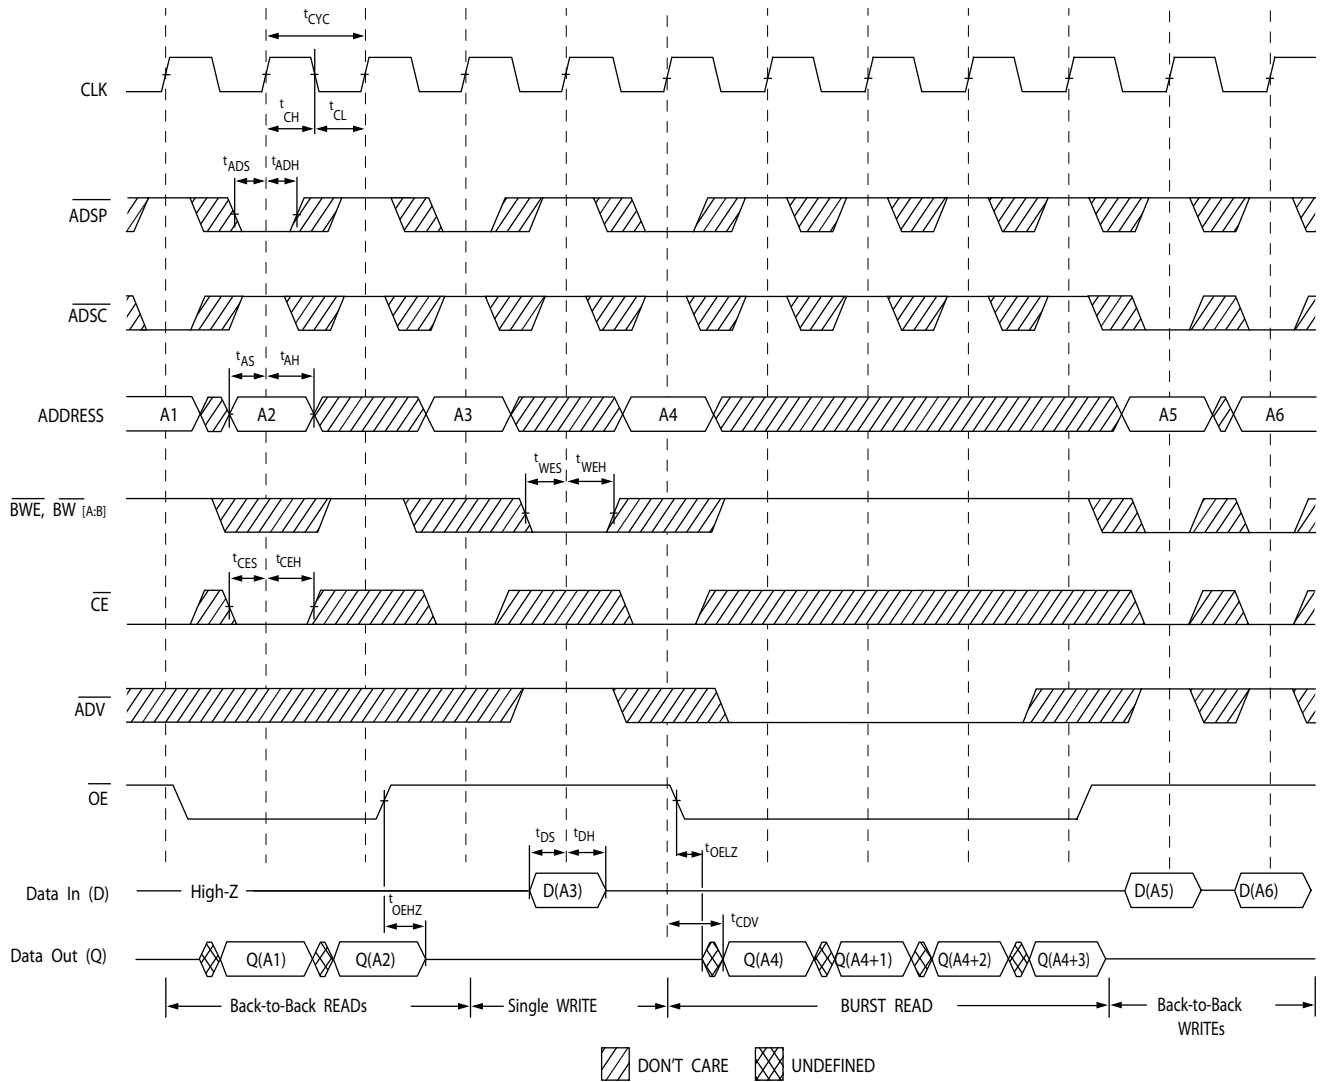 tCYC
CLK
tCH tCL
tADS tADH
ADSP
ADSC
tAS tAH
ADDRESS A1 A2 A3 A4 A5 A6
tWES tWEH
BWE, BW [A:B]
tCES tCEH
CE
ADV
OE
tDS tDH tOELZ
Data In (D) High-Z D(A3) D(A5) D(A6)
tOEHZ tCDV
Data Out (Q) Q(A1) Q(A2) Q(A4) Q(A4+1) Q(A4+2) Q(A4+3)
Back-to-Back READs Single WRITE BURST READ Back-to-Back
WRITEs
DON'T CARE UNDEFINED